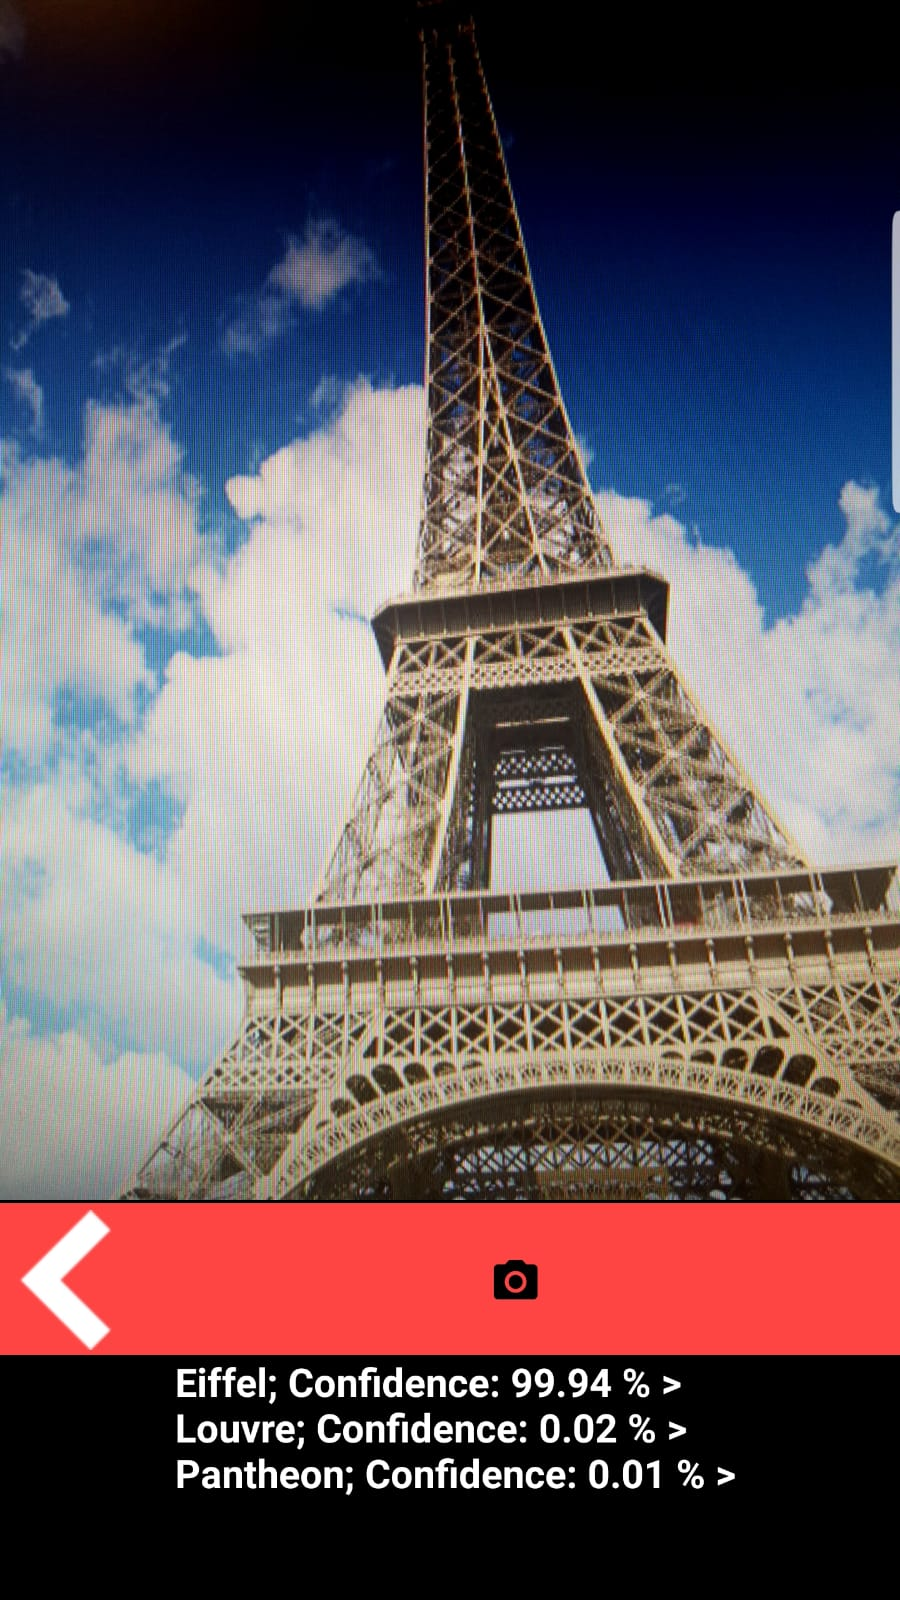 Eiffel; Confidence: 99.94 % >
Louvre; Confidence: 0.02 % >
Pantheon; Confidence: 0.01 % >